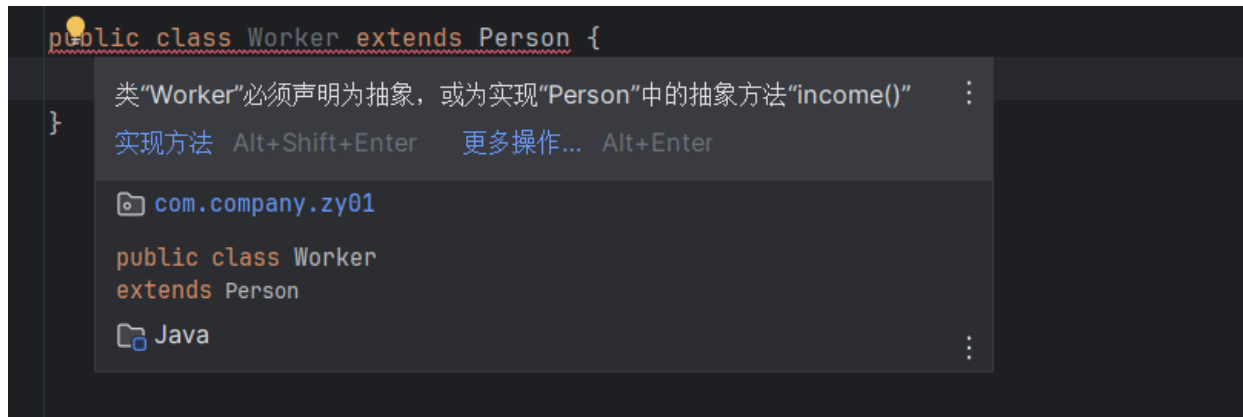 public class Worker extends Person {
类“Worker”必须声明为抽象，或为实现“Person”中的抽象方法“income()”
}
实现方法 Alt+Shift+Enter 更多操作... Alt+Enter
com.company.zy01
public class Worker
extends Person
Java